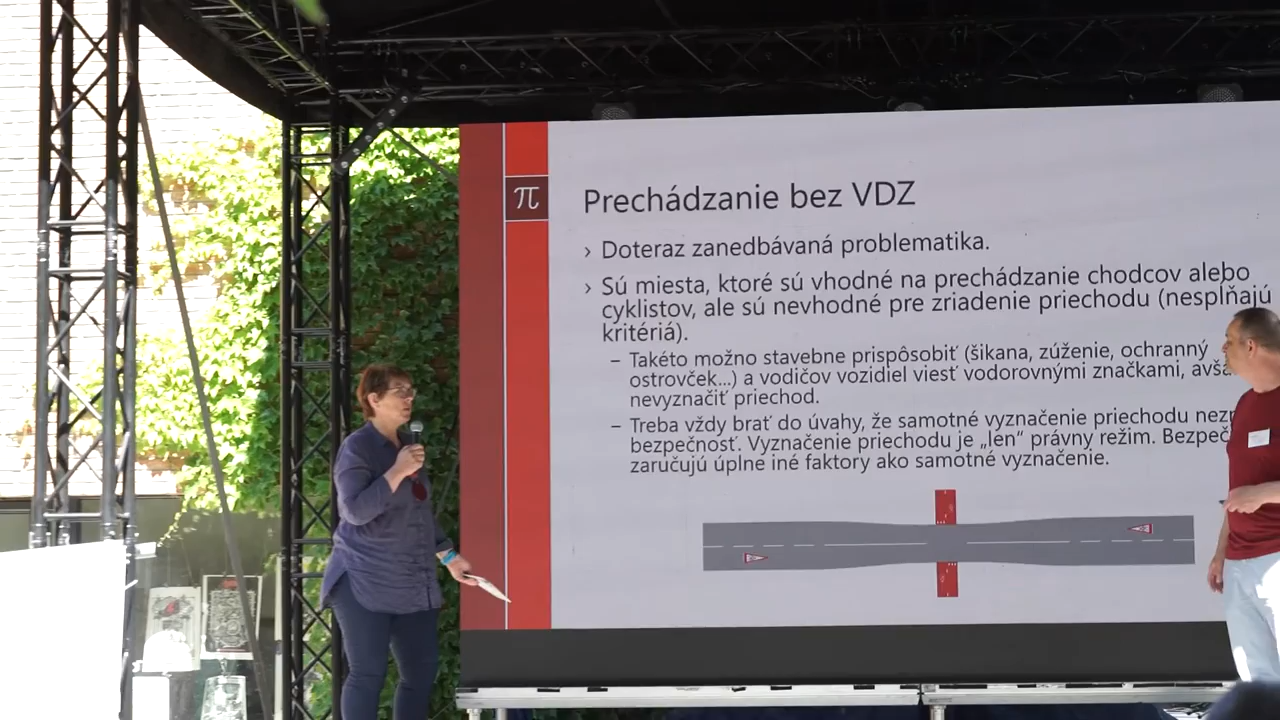 π
Prechádzanie bez VDZ
› Doteraz zanedbávaná problematika.
› Sú miesta, ktoré sú vhodné na prechádzanie chodcov alebo
cyklistov, ale sú nevhodné pre zriadenie priechodu (nespĺňajú
kritériá).
– Takéto možno stavebne prispôsobiť (šikana, zúženie, ochranný
ostrovček...) a vodičov vozidiel viesť vodorovnými značkami,
nevyznačiť priechod.
– Treba vždy brať do úvahy, že samotné vyznačenie priechodu
bezpečnosť. Vyznačenie priechodu je „len“ právny režim.
zaručujú úplne iné faktory ako samotné vyznačenie.